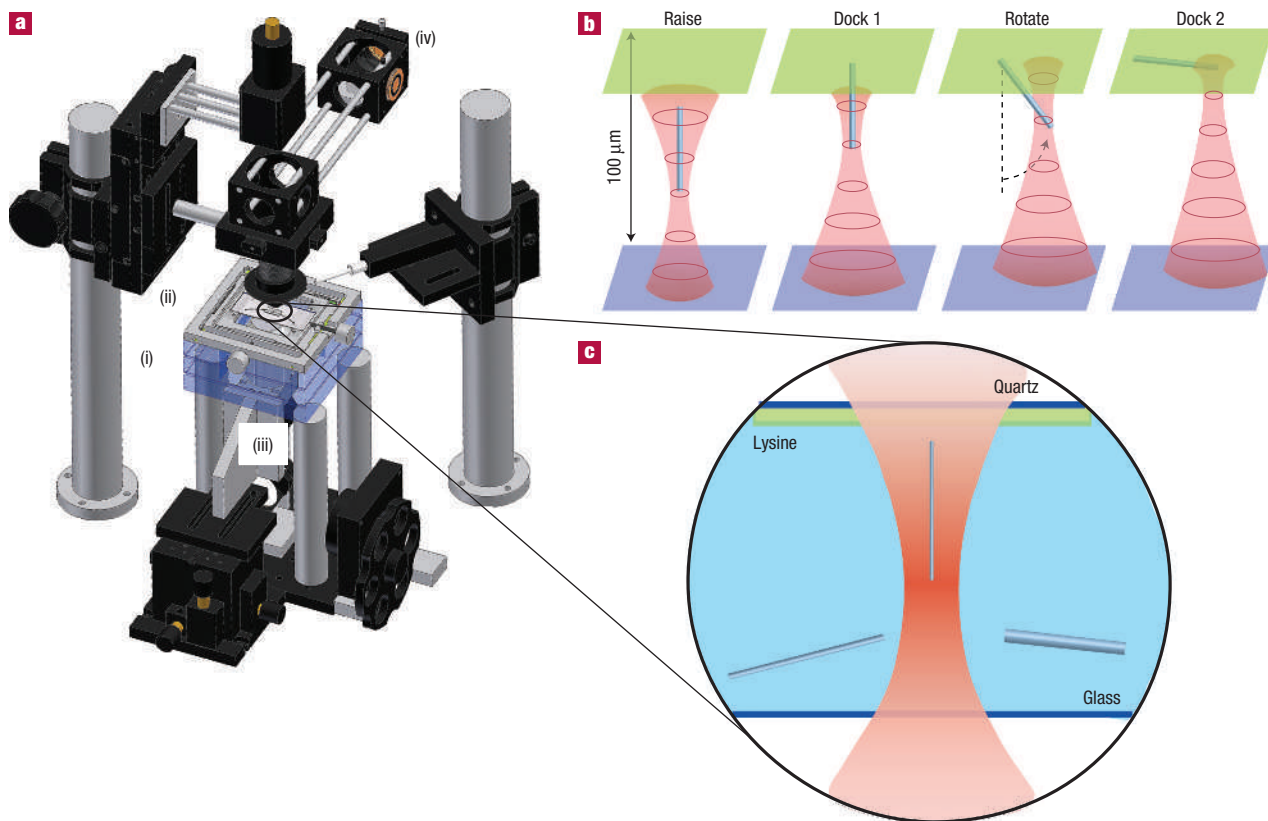 a
(iv)
(ii)
(i)
(iii)
b
Raise Dock 1 Rotate Dock 2
100 μm
c
Quartz
Lysine
Glass